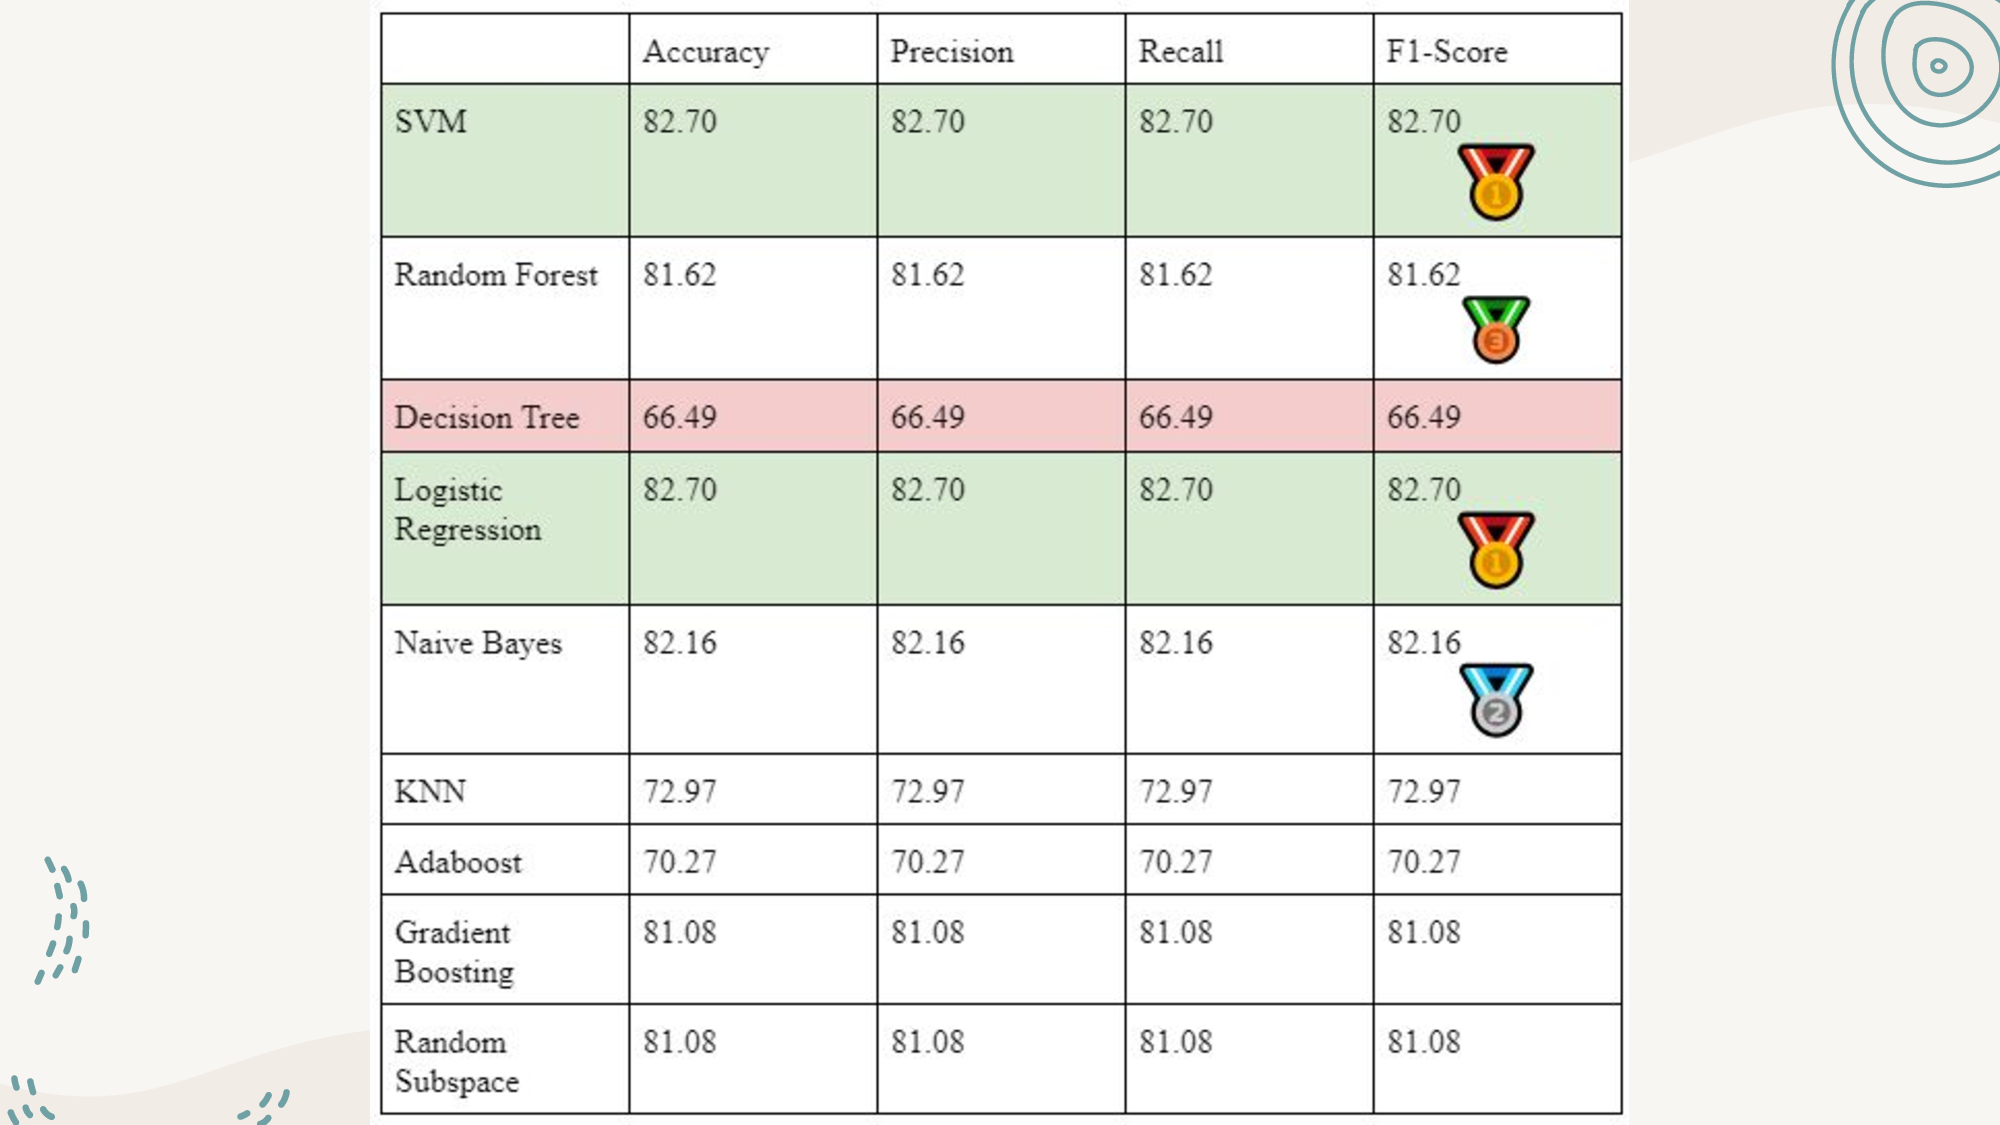 Accuracy Precision Recall F1-Score
SVM 82.70 82.70 82.70 82.70
1
Random Forest 81.62 81.62 81.62 81.62
3
Decision Tree 66.49 66.49 66.49 66.49
Logistic 82.70 82.70 82.70 82.70
Regression
1
Naive Bayes 82.16 82.16 82.16 82.16
2
KNN 72.97 72.97 72.97 72.97
Adaboost 70.27 70.27 70.27 70.27
Gradient 81.08 81.08 81.08 81.08
Boosting
Random 81.08 81.08 81.08 81.08
Subspace